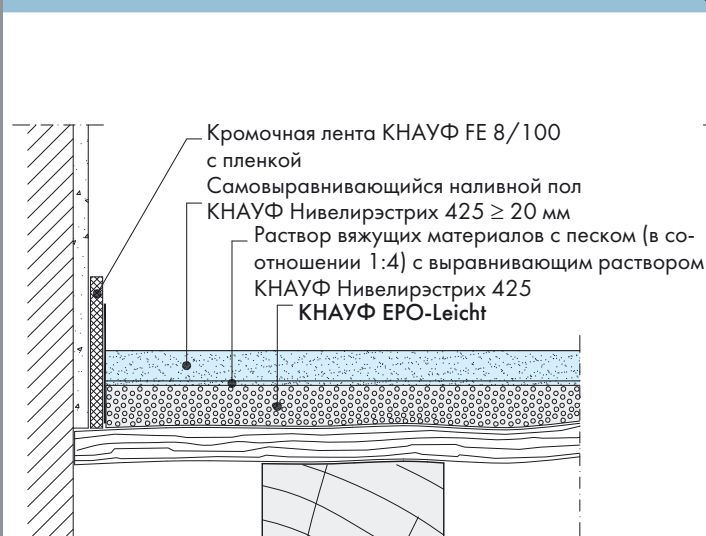 Кромочная лента КНАУФ FE 8/100
с пленкой
Самовыравнивающийся наливной пол
КНАУФ Нивелирэстрих 425 ≥ 20 мм
Раствор вяжущих материалов с песком (в со-
отношении 1:4) с выравнивающим раствором
КНАУФ Нивелирэстрих 425
КНАУФ EPO-Leicht